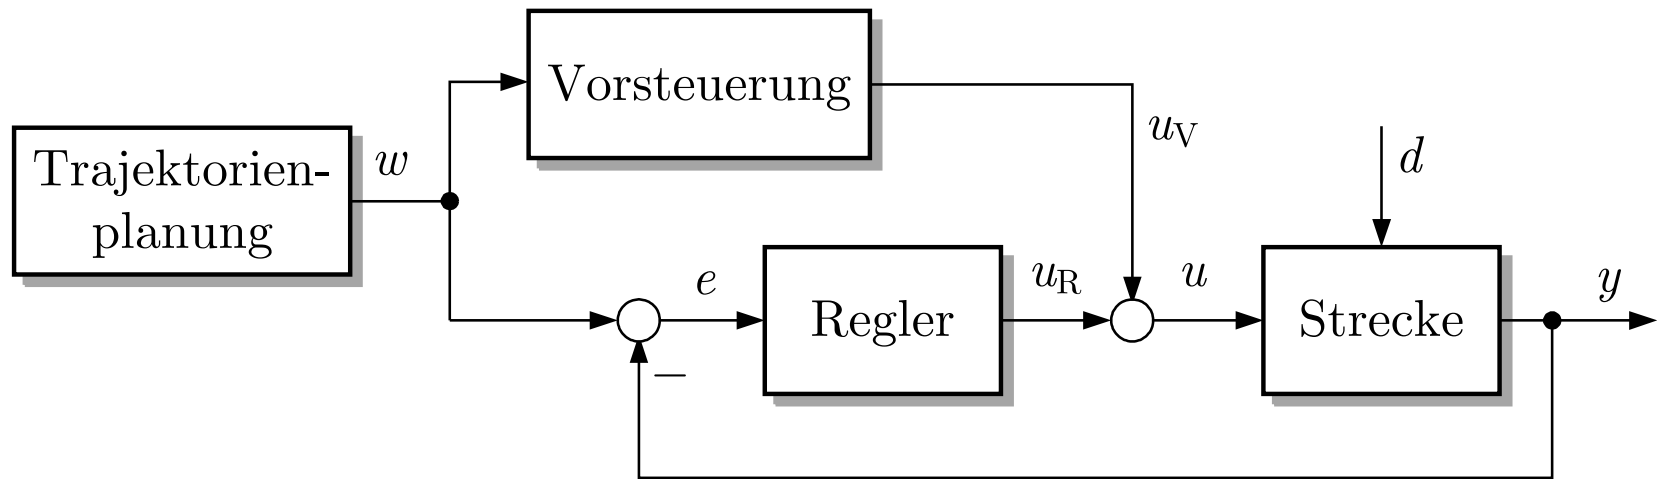 Vorsteuerung
u_V
Trajektorien-
planung
w
d
e
Regler
u_R
u
Strecke
y
−